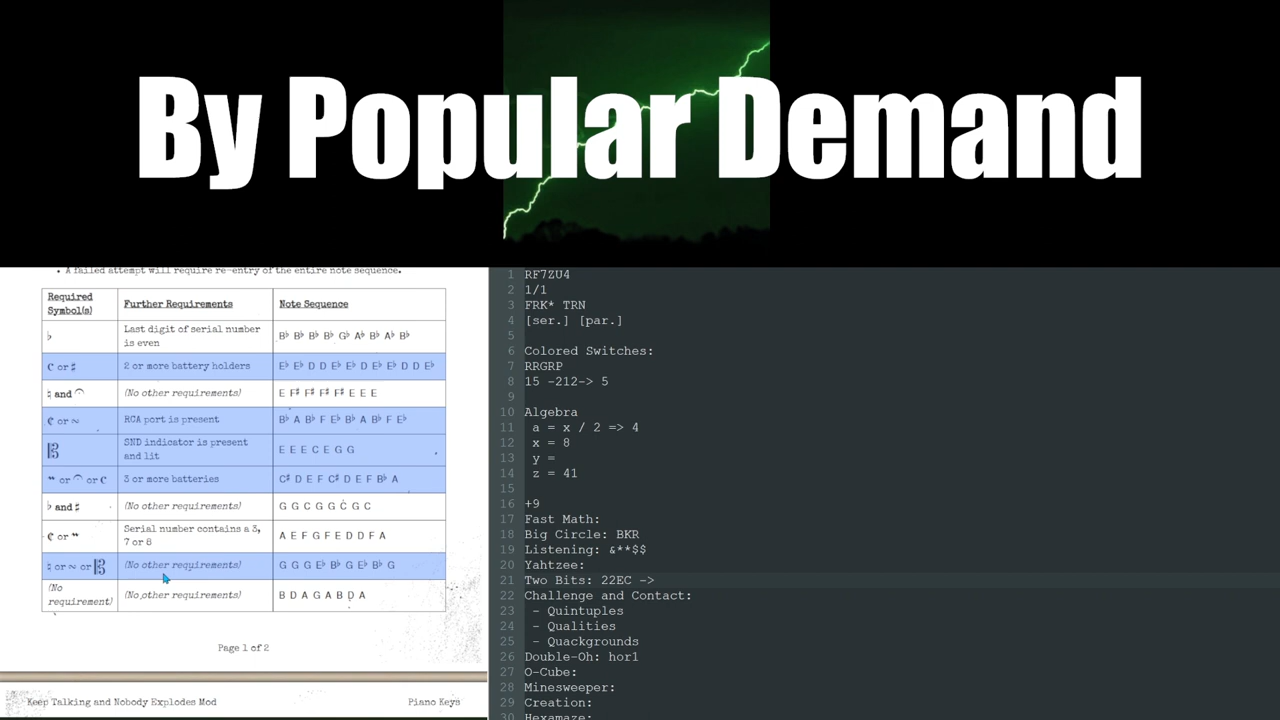 By Popular Demand
• A failed attempt will require re-entry of the entire note sequence.
Required Symbol(s) Further Requirements Note Sequence
♭ Last digit of serial number is even B♭ B♭ B♭ B♭ G♭ A♭ B♭ A♭ B♭
𝄴 or ♯ 2 or more battery holders E♭ E♭ D D E♭ E♭ D E♭ E♭ D D E♭
♮ and 𝄐 (No other requirements) E F♯ F♯ F♯ F♯ E E E
𝄵 or ~ RCA port is present B♭ A B♭ F E♭ B♭ A B♭ F E♭
𝄡 SND indicator is present and lit E E E C E G G
or 𝄐 or 𝄴 3 or more batteries C♯ D E F C♯ D E F B♭ A
♭ and ♯ (No other requirements) G G C G G C G C
𝄵 or Serial number contains a 3, 7 or 8 A E F G F E D D F A
♮ or ~ or 𝄡 (No other requirements) G G G E♭ B♭ G E♭ B♭ G
(No requirement) (No other requirements) B D A G A B D A
Page 1 of 2
Keep Talking and Nobody Explodes Mod Piano Keys
1 RF7ZU4
2 1/1
3 FRK* TRN
4 [ser.] [par.]
5
6 Colored Switches:
7 RRGRP
8 15 -212-> 5
9
10 Algebra
11 a = x / 2 => 4
12 x = 8
13 y =
14 z = 41
15
16 +9
17 Fast Math:
18 Big Circle: BKR
19 Listening: &**$$
20 Yahtzee:
21 Two Bits: 22EC ->
22 Challenge and Contact:
23 - Quintuples
24 - Qualities
25 - Quackgrounds
26 Double-Oh: hor1
27 O-Cube:
28 Minesweeper:
29 Creation:
30 Hexamaze: